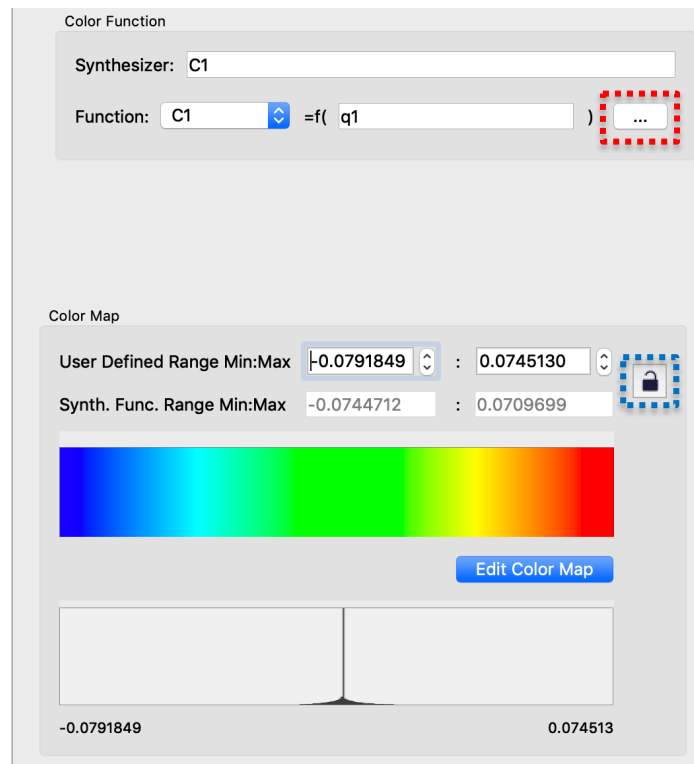 Color Function
Synthesizer: C1
Function: C1 =f( q1 ) ...
Color Map
User Defined Range Min:Max -0.0791849 : 0.0745130
Synth. Func. Range Min:Max -0.0744712 : 0.0709699
Edit Color Map
-0.0791849 0.074513